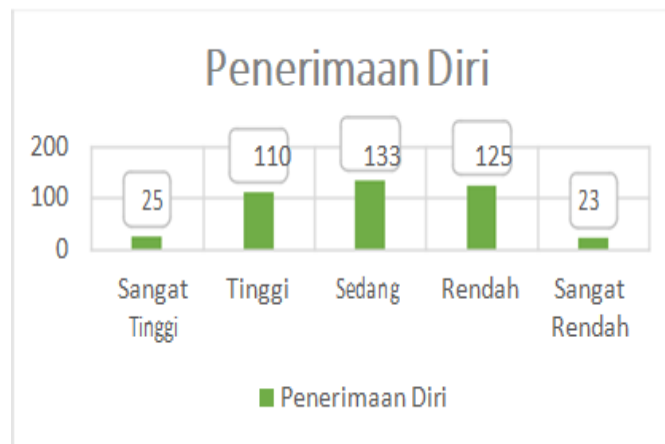 Penerimaan Diri
200
100
0
25
110
133
125
23
Sangat Tinggi
Tinggi
Sedang
Rendah
Sangat Rendah
Penerimaan Diri